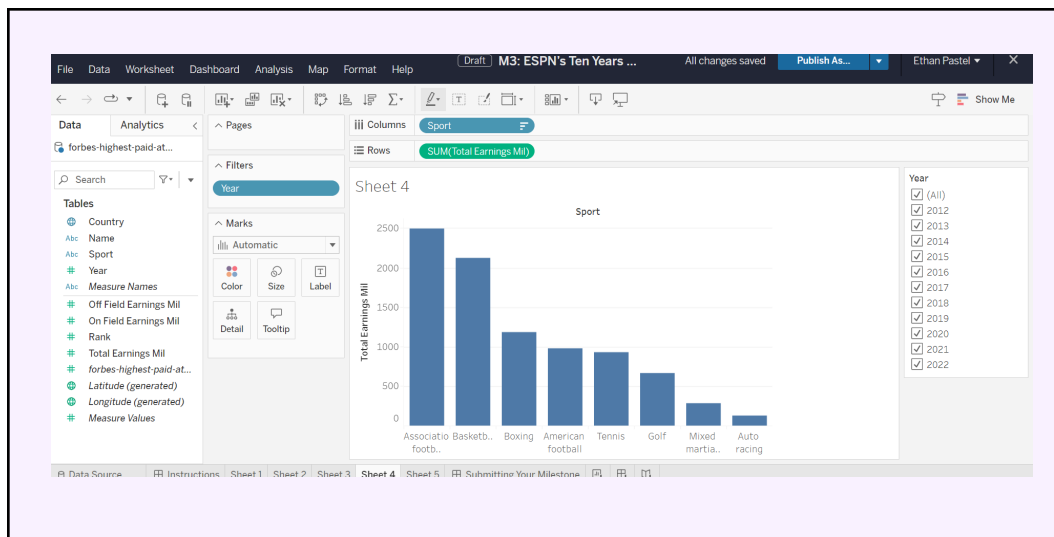 Draft M3: ESPN's Ten Years ... All changes saved Publish As... Ethan Pastel
File Data Worksheet Dashboard Analysis Map Format Help
Show Me
Data Analytics
forbes-highest-paid-at...
Search
Tables
Country
Abc Name
Abc Sport
# Year
Abc Measure Names
# Off Field Earnings Mil
# On Field Earnings Mil
# Rank
# Total Earnings Mil
# forbes-highest-paid-at...
Latitude (generated)
Longitude (generated)
# Measure Values
Pages
Filters
Year
Marks
Automatic
Color Size Label
Detail Tooltip
Columns Sport
Rows SUM(Total Earnings Mil)
Sheet 4
Sport
Total Earnings Mil
2500
2000
1500
1000
500
0
Associatio footb..
Basketb..
Boxing
American football
Tennis
Golf
Mixed martia..
Auto racing
Year
(All)
2012
2013
2014
2015
2016
2017
2018
2019
2020
2021
2022
Data Source Instructions Sheet 1 Sheet 2 Sheet 3 Sheet 4 Sheet 5 Submitting Your Milestone